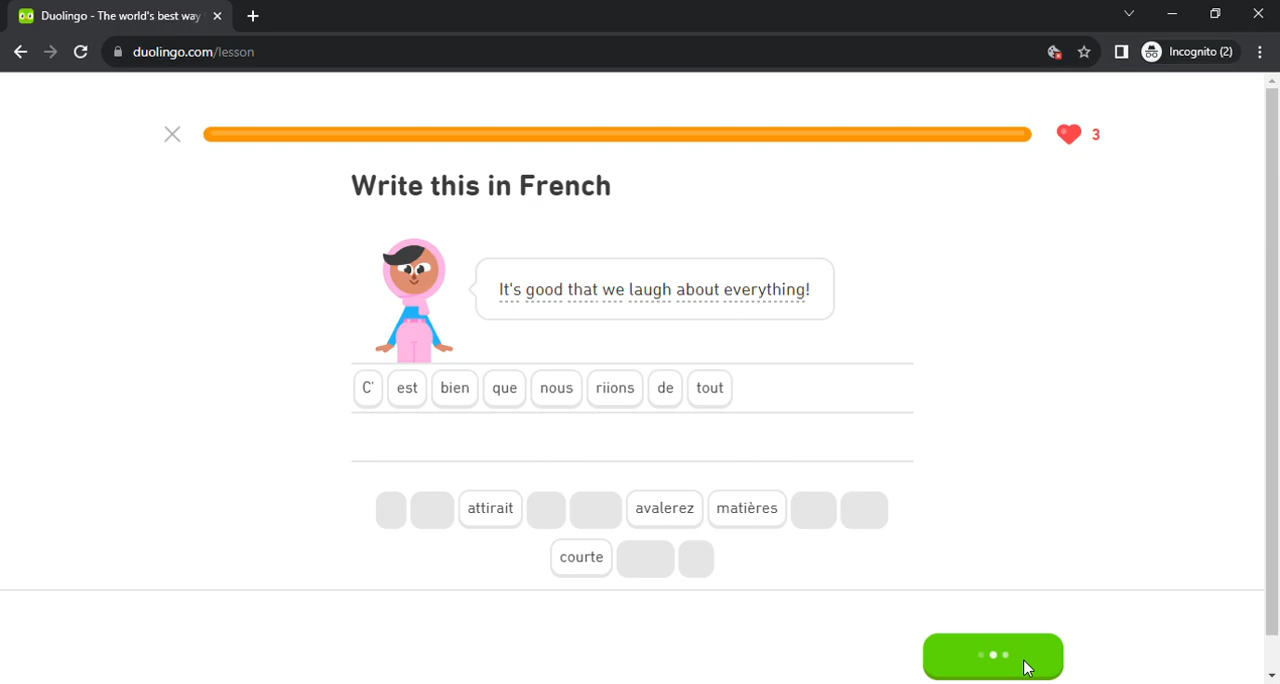 Duolingo - The world's best way
duolingo.com/lesson
Incognito (2)
3
Write this in French
It's good that we laugh about everything!
C' est bien que nous riions de tout
attirait avalerez matières
courte